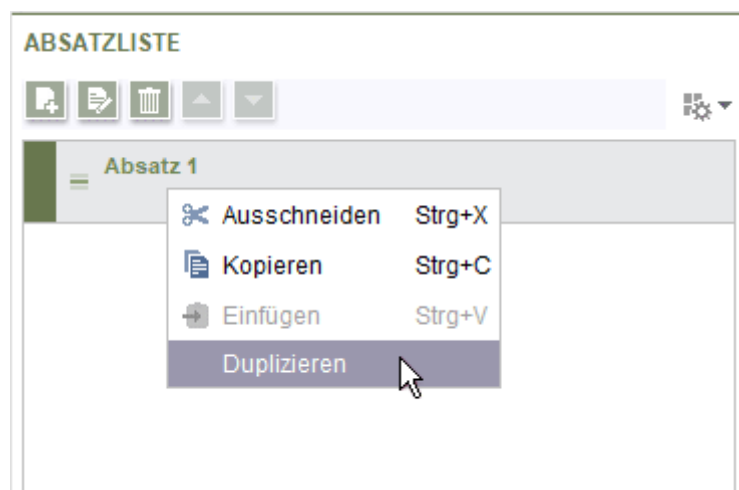 ABSATZLISTE
Absatz 1
Ausschneiden Strg+X
Kopieren Strg+C
Einfügen Strg+V
Duplizieren